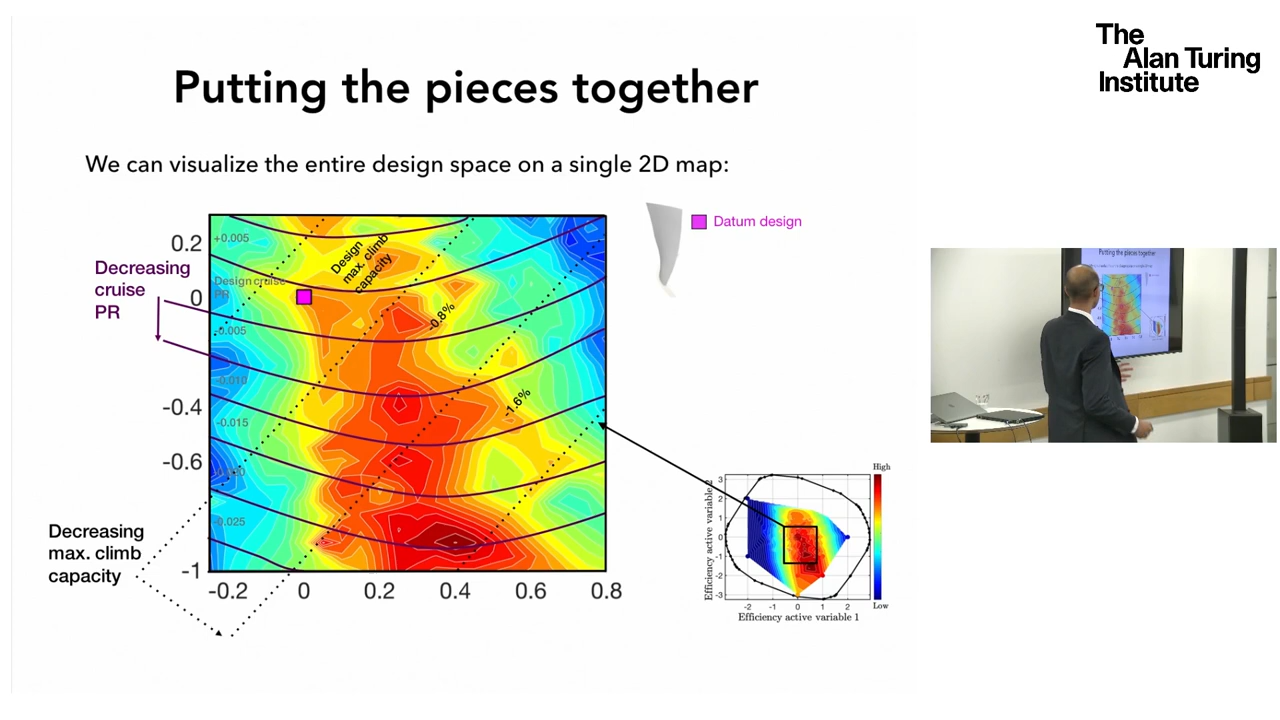 The
Alan Turing
Institute
Putting the pieces together
We can visualize the entire design space on a single 2D map:
Datum design
Decreasing
cruise
PR
Decreasing
max. climb
capacity
0.2
0
-0.4
-0.6
-1
-0.2
0
0.2
0.4
0.6
0.8
+0.005
Design cruise
PR
-0.005
-0.010
-0.015
-0.025
Design
max. climb
capacity
-0.8%
-1.6%
High
Low
Efficiency active variable 2
3
2
1
0
-1
-2
-3
-2
-1
0
1
2
Efficiency active variable 1
Putting the pieces together